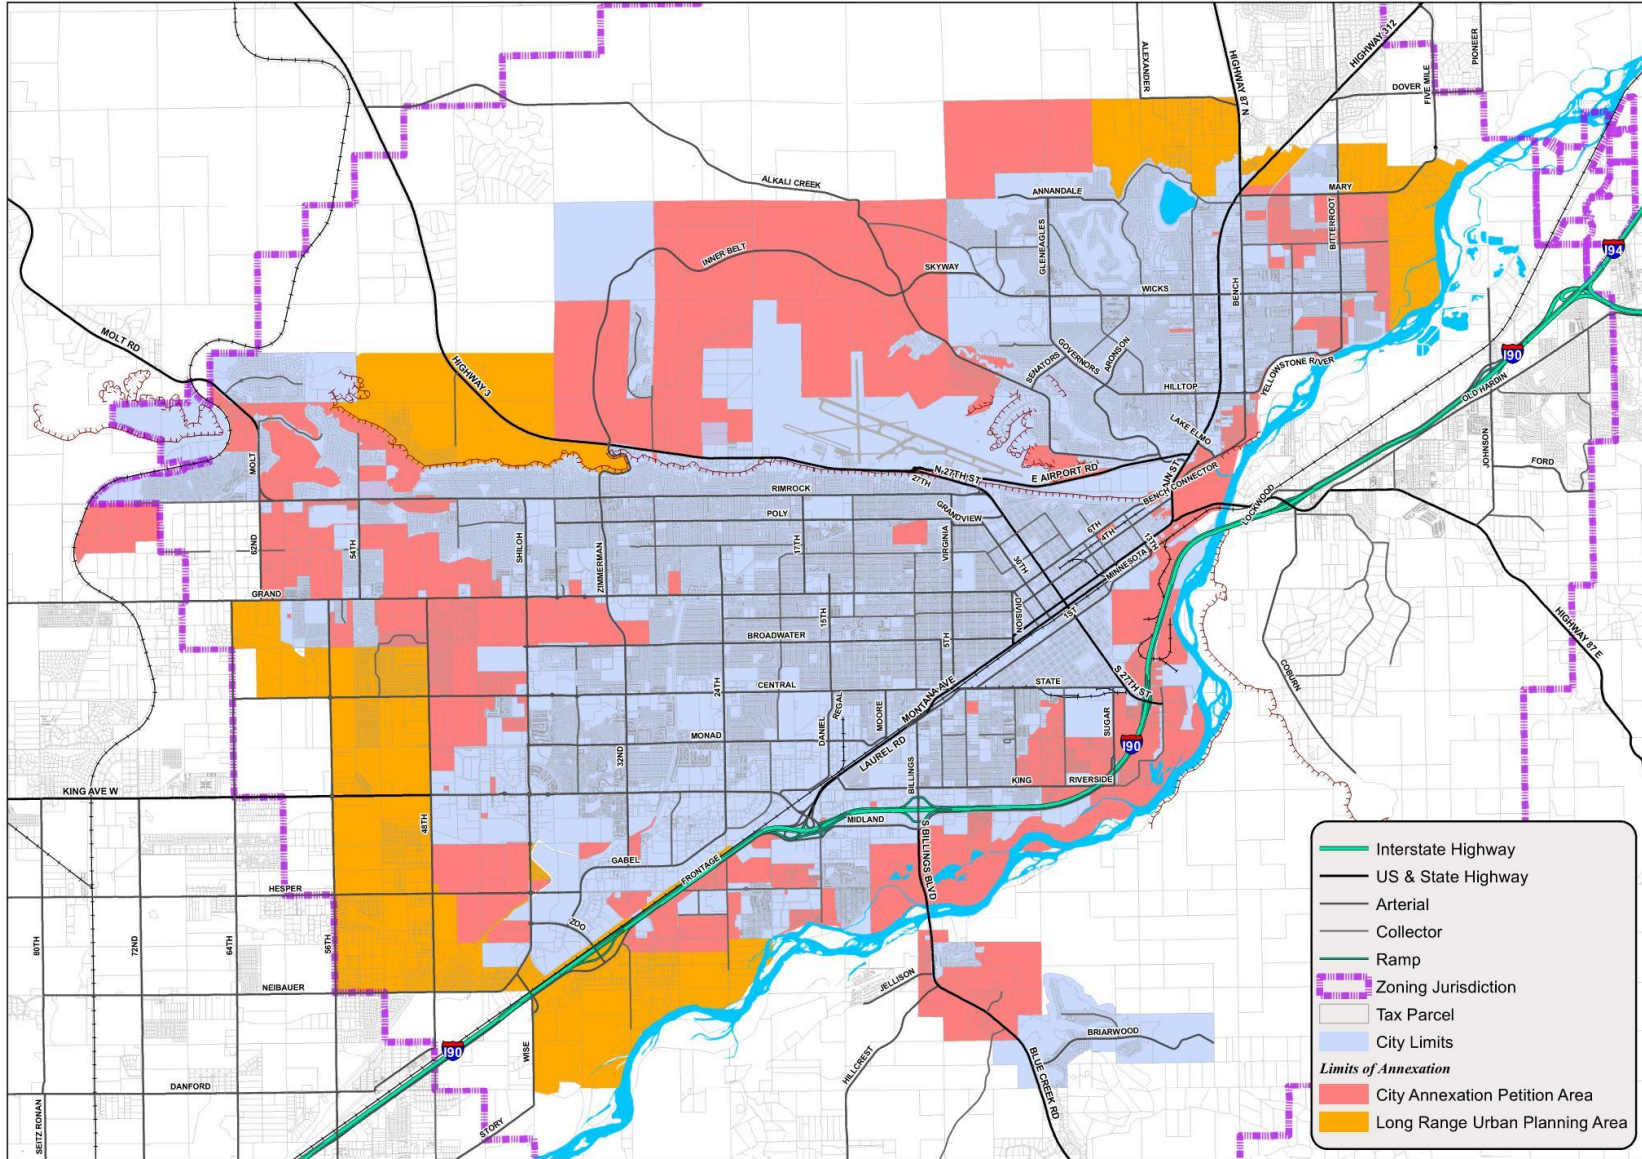 ALEXANDER
HIGHWAY 87 N
HIGHWAY 312
PIONEER
FIVE MILE
DOVER
ALKALI CREEK
ANNANDALE
MARY
BITTERROOT
GLENEAGLES
INNER BELT
SKYWAY
WICKS
BENCH
I94
MOLT RD
HIGHWAY 3
SENATORS
GOVERNORS
ARONSON
HILLTOP
YELLOWSTONE RIVER
I90
OLD HARDIN
LAKE ELMO
JOHNSON
FORD
MOLT
N 27TH ST
27TH
E AIRPORT RD
MAIN ST
BENCH CONNECTOR
LOCKWOOD
RIMROCK
POLY
GRANDVIEW
6TH
4TH
13TH
MINNESOTA
62ND
54TH
SHILOH
ZIMMERMAN
17TH
VIRGINIA
30TH
GRAND
BROADWATER
15TH
5TH
DIVISION
1ST
HIGHWAY 87 E
COBURN
CENTRAL
24TH
STATE
S 27TH ST
MONTANA AVE
REGAL
DANIEL
MOORE
SUGAR
MONAD
32ND
LAUREL RD
BILLINGS
KING
RIVERSIDE
I90
KING AVE W
48TH
MIDLAND
S BILLINGS BLVD
GABEL
FRONTAGE
HESPER
ZOO
80TH
72ND
64TH
56TH
NEIBAUER
JELLISON
BRIARWOOD
HILLCREST
BLUE CREEK RD
WISE
I90
DANFORD
STORY
SEITZ RONAN
Interstate Highway
US & State Highway
Arterial
Collector
Ramp
Zoning Jurisdiction
Tax Parcel
City Limits
Limits of Annexation
City Annexation Petition Area
Long Range Urban Planning Area